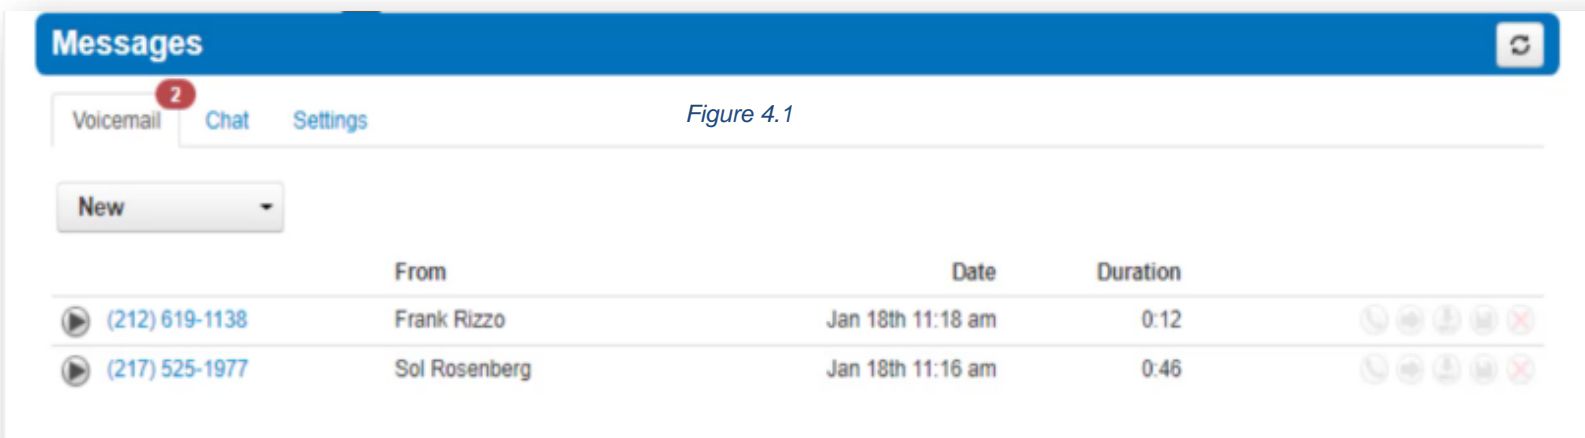 Messages
2
Voicemail Chat Settings Figure 4.1
New
From Date Duration
(212) 619-1138 Frank Rizzo Jan 18th 11:18 am 0:12
(217) 525-1977 Sol Rosenberg Jan 18th 11:16 am 0:46